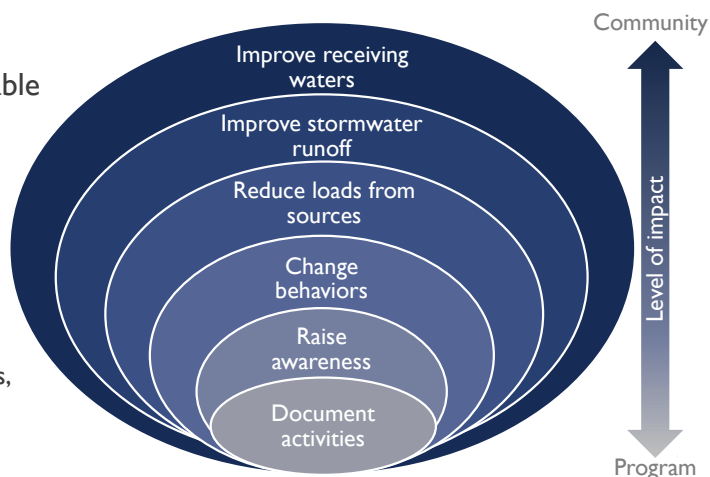 Community
Improve receiving
waters
able
Improve stormwater
runoff
Reduce loads from
sources
Change
behaviors
Level of impact
Raise
awareness
s,
Document
activities
Program